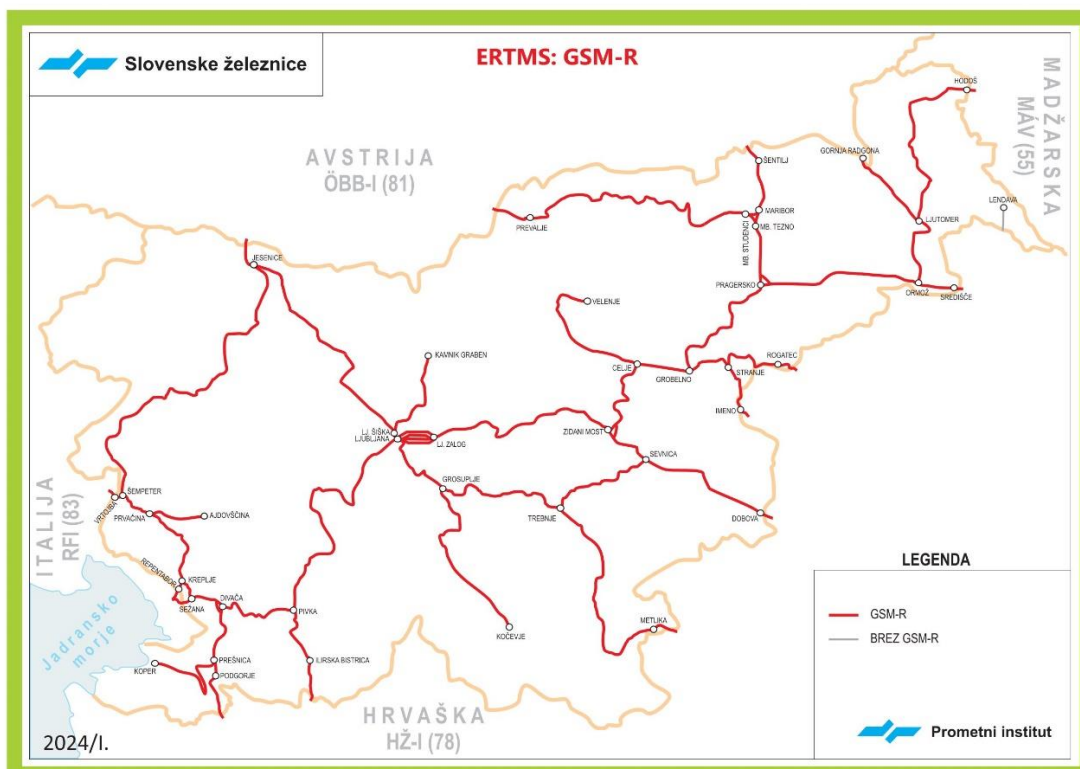 Slovenske železnice
ERTMS: GSM-R
MADŽARSKA
MÁV (55)
AVSTRIJA
ÖBB-I (81)
HODOŠ
GORNJA RADGONA
ŠENTILJ
LENDAVA
MARIBOR
LJUTOMER
PREVALJE
MB. STUDENCI
MB. TEZNO
JESENICE
PRAGERSKO
ORMOŽ
SREDIŠČE
VELENJE
KAMNIK GRABEN
CELJE
GROBELNO
STRANJE
ROGATEC
IMENO
LJ. ŠIŠKA
LJUBLJANA
LJ. ZALOG
ZIDANI MOST
SEVNICA
GROSUPLJE
ITALIJA
RFI (83)
ŠEMPETER
VRTOJBA
PRVAČINA
AJDOVŠČINA
TREBNJE
DOBOVA
REPENTABOR
KREPLJE
SEŽANA
DIVAČA
PIVKA
KOČEVJE
METLIKA
Jadransko
morje
KOPER
PREŠNICA
PODGORJE
ILIRSKA BISTRICA
HRVAŠKA
HŽ-I (78)
2024/I.
LEGENDA
GSM-R
BREZ GSM-R
Prometni institut